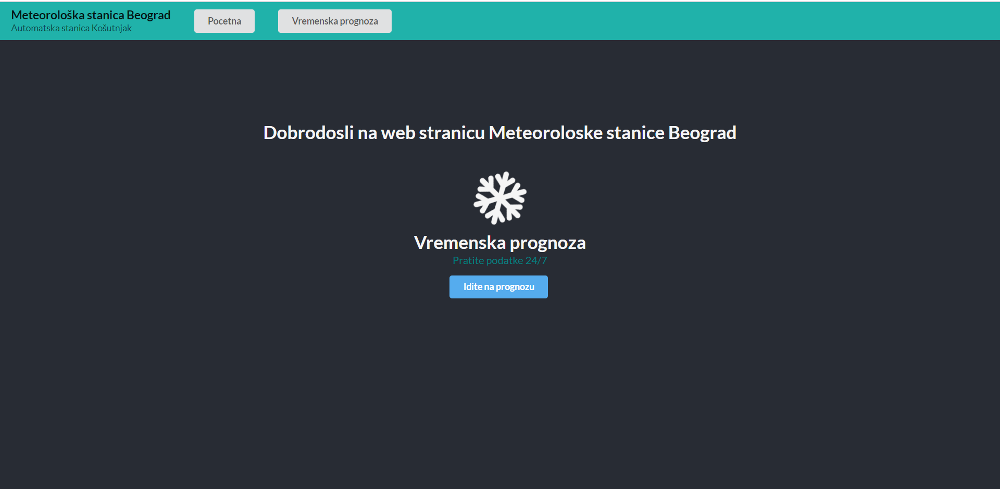 Meteorološka stanica Beograd
Automatska stanica Košutnjak
Pocetna
Vremenska prognoza
Dobrodosli na web stranicu Meteoroloske stanice Beograd
Vremenska prognoza
Pratite podatke 24/7
Idite na prognozu